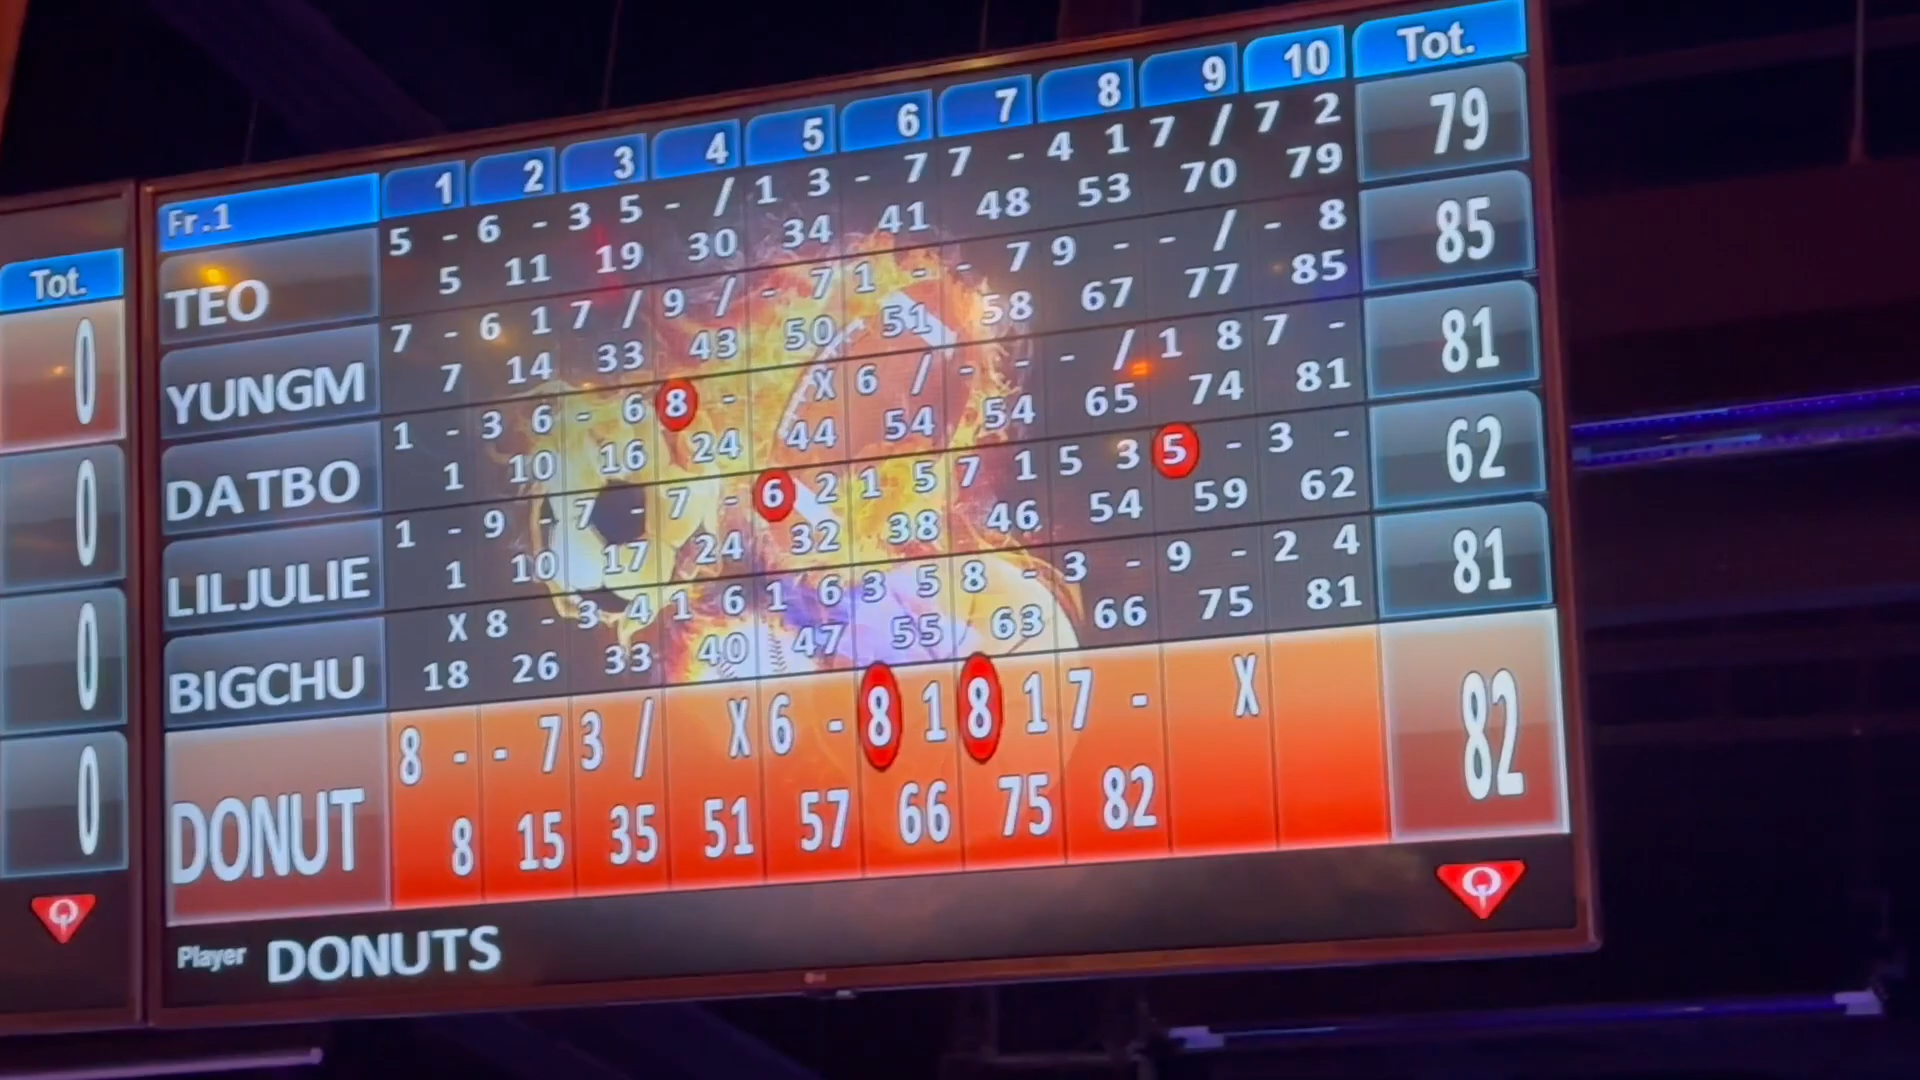 Tot.
0
0
0
0
Fr.1 1 2 3 4 5 6 7 8 9 10 Tot.
TEO 5 - 6 - 3 5 - / 1 3 - 7 7 - 4 1 7 / 7 2 79
5 11 19 30 34 41 48 53 70 79
YUNGM 7 - 6 1 7 / 9 / - 7 1 - - 7 9 - - / - 8 85
7 14 33 43 50 51 58 67 77 85
DATBO 1 - 3 6 - 6 8 - X 6 / - - - / 1 8 7 - 81
1 10 16 24 44 54 54 65 74 81
LILJULIE 1 - 9 - 7 - 7 - 6 2 1 5 7 1 5 3 5 - 3 - 62
1 10 17 24 32 38 46 54 59 62
BIGCHU X 8 - 3 4 1 6 1 6 3 5 8 - 3 - 9 - 2 4 81
18 26 33 40 47 55 63 66 75 81
DONUT 8 - - 7 3 / X 6 - 8 1 8 1 7 - X 82
8 15 35 51 57 66 75 82
Player DONUTS